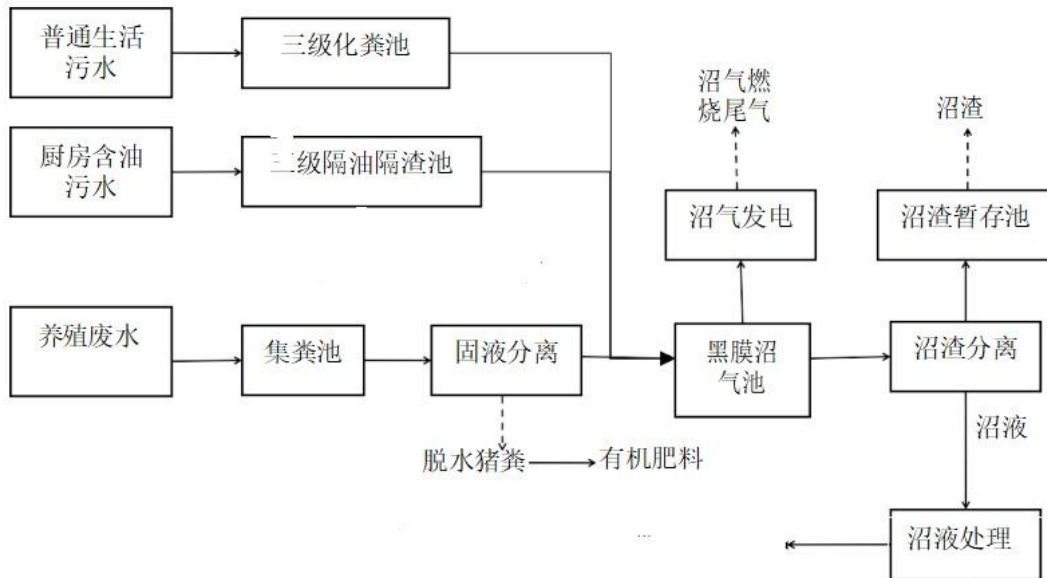 普通生活
污水
三级化粪池
厨房含油
污水
三级隔油隔渣池
沼气燃
烧尾气
沼渣
沼气发电
沼渣暂存池
养殖废水
集粪池
固液分离
黑膜沼
气池
沼渣分离
沼液
脱水猪粪
有机肥料
沼液处理